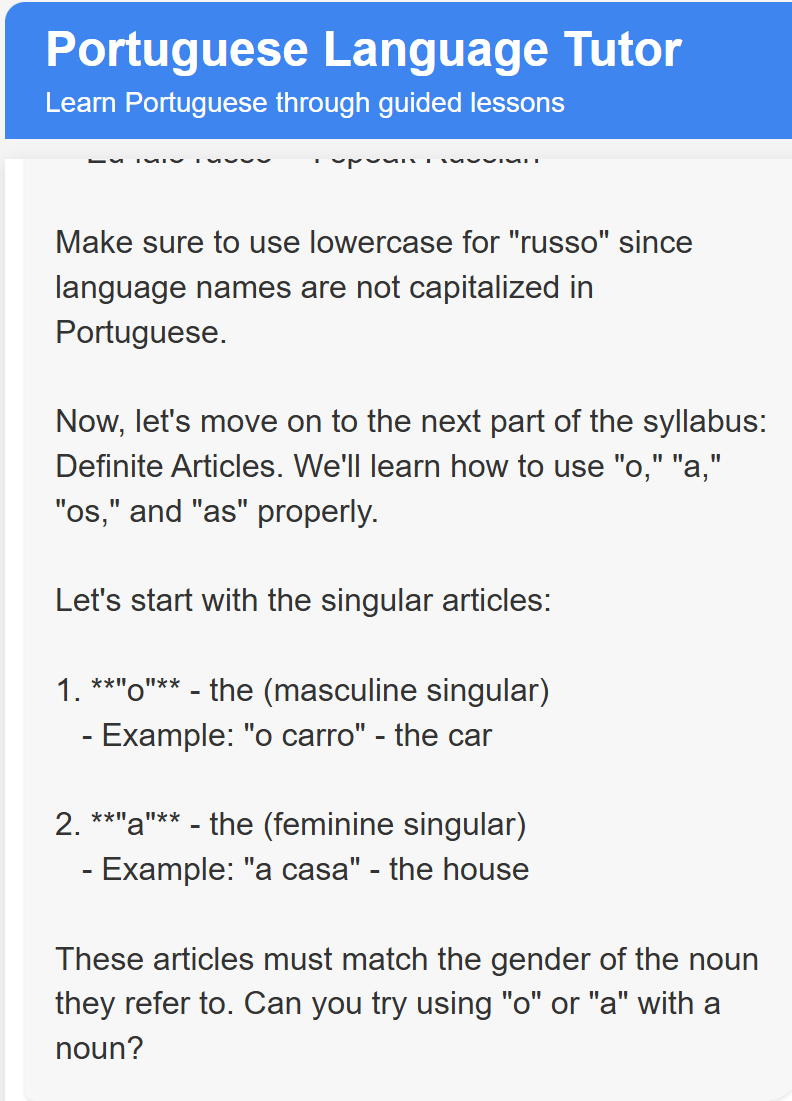 Portuguese Language Tutor
Learn Portuguese through guided lessons
Make sure to use lowercase for "russo" since
language names are not capitalized in
Portuguese.
Now, let's move on to the next part of the syllabus:
Definite Articles. We'll learn how to use "o," "a,"
"os," and "as" properly.
Let's start with the singular articles:
1. **"o"** - the (masculine singular)
- Example: "o carro" - the car
2. **"a"** - the (feminine singular)
- Example: "a casa" - the house
These articles must match the gender of the noun
they refer to. Can you try using "o" or "a" with a
noun?